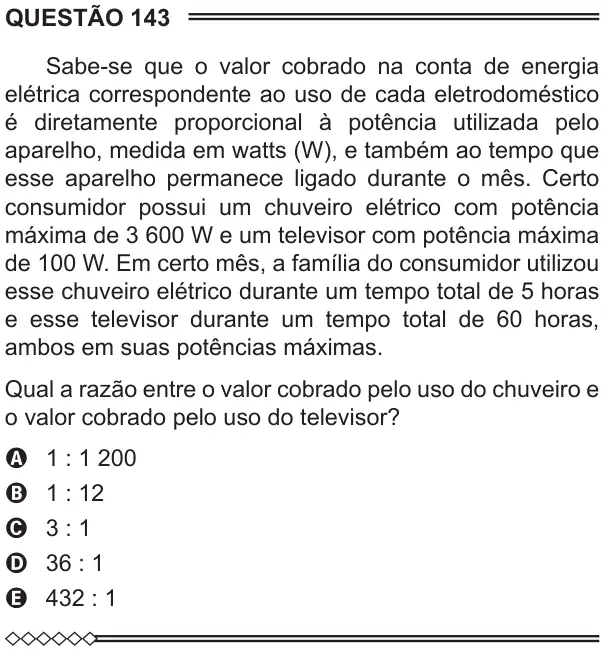 QUESTÃO 143
Sabe-se que o valor cobrado na conta de energia
elétrica correspondente ao uso de cada eletrodoméstico
é diretamente proporcional à potência utilizada pelo
aparelho, medida em watts (W), e também ao tempo que
esse aparelho permanece ligado durante o mês. Certo
consumidor possui um chuveiro elétrico com potência
máxima de 3 600 W e um televisor com potência máxima
de 100 W. Em certo mês, a família do consumidor utilizou
esse chuveiro elétrico durante um tempo total de 5 horas
e esse televisor durante um tempo total de 60 horas,
ambos em suas potências máximas.
Qual a razão entre o valor cobrado pelo uso do chuveiro e
o valor cobrado pelo uso do televisor?
A 1 : 1 200
B 1 : 12
C 3 : 1
D 36 : 1
E 432 : 1